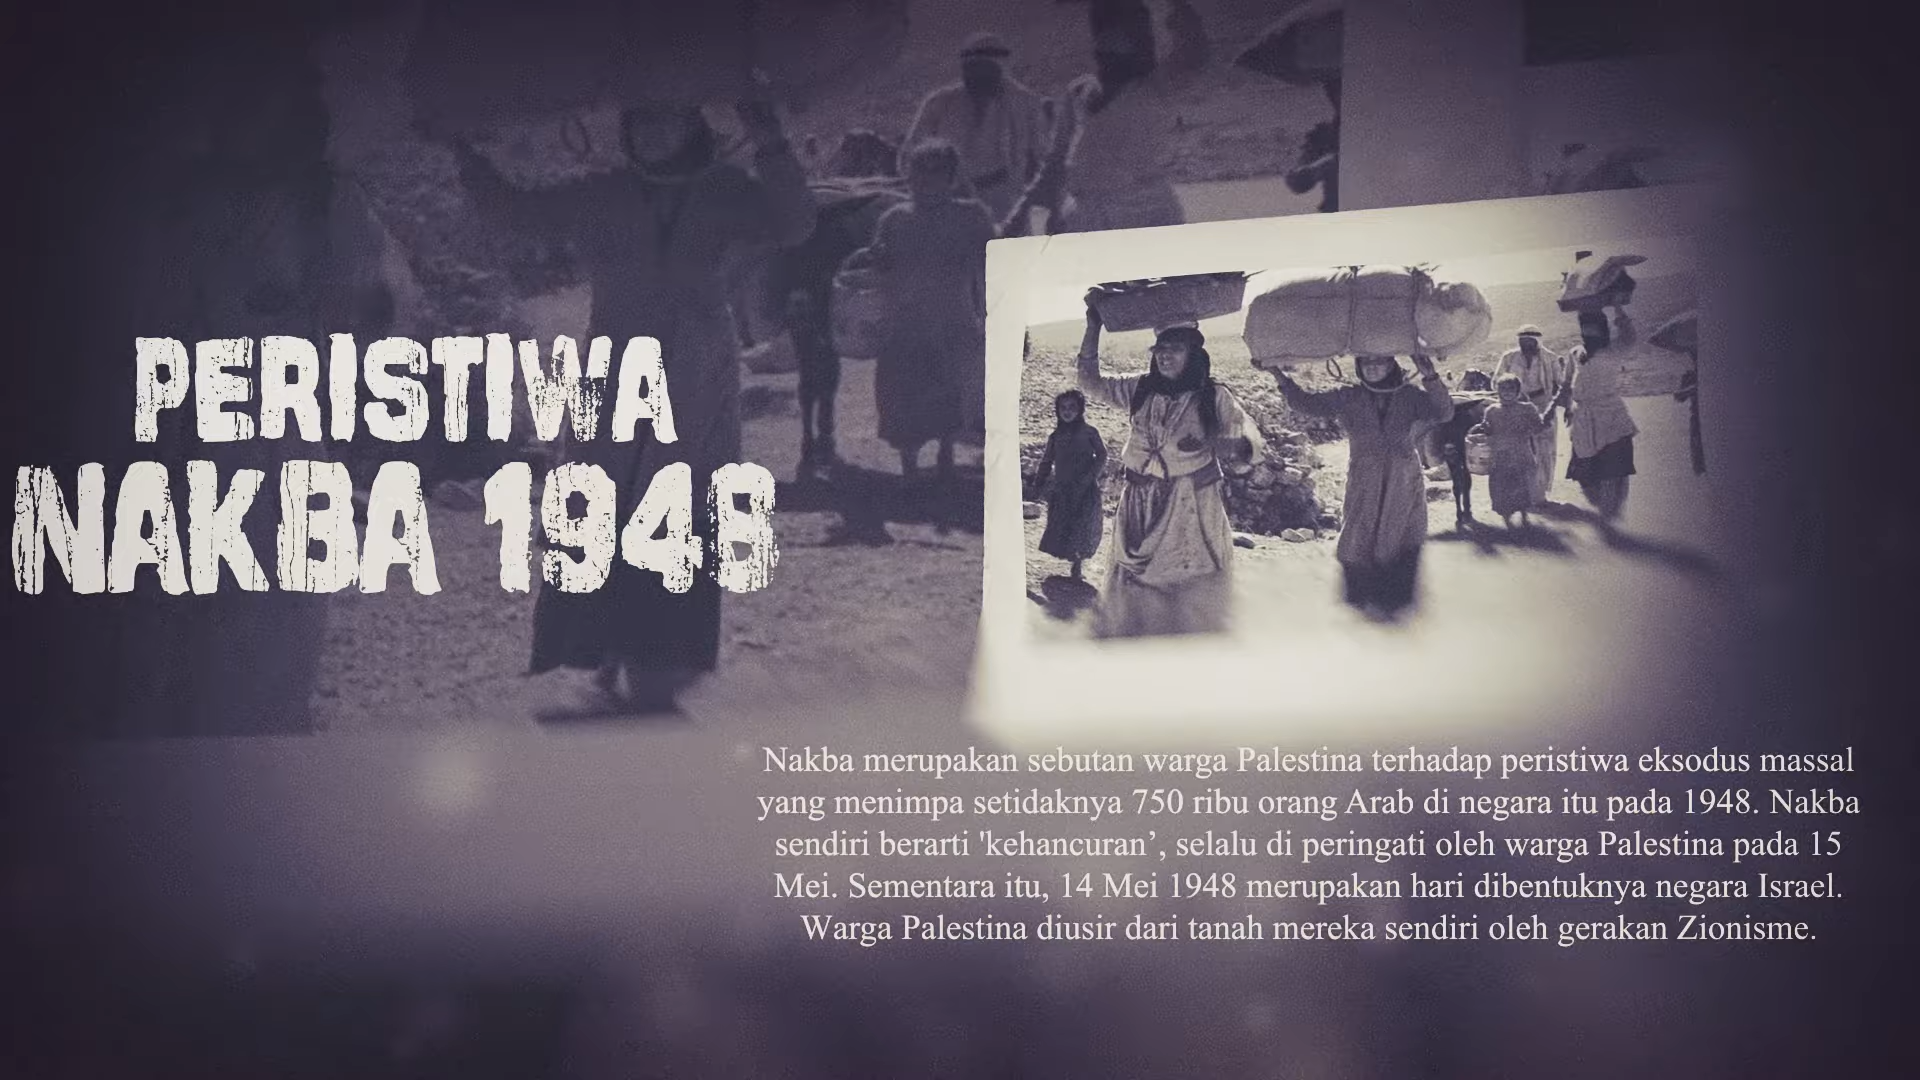 PERISTIWA
NAKBA 1948
Nakba merupakan sebutan warga Palestina terhadap peristiwa eksodus massal
yang menimpa setidaknya 750 ribu orang Arab di negara itu pada 1948. Nakba
sendiri berarti 'kehancuran’, selalu di peringati oleh warga Palestina pada 15
Mei. Sementara itu, 14 Mei 1948 merupakan hari dibentuknya negara Israel.
Warga Palestina diusir dari tanah mereka sendiri oleh gerakan Zionisme.